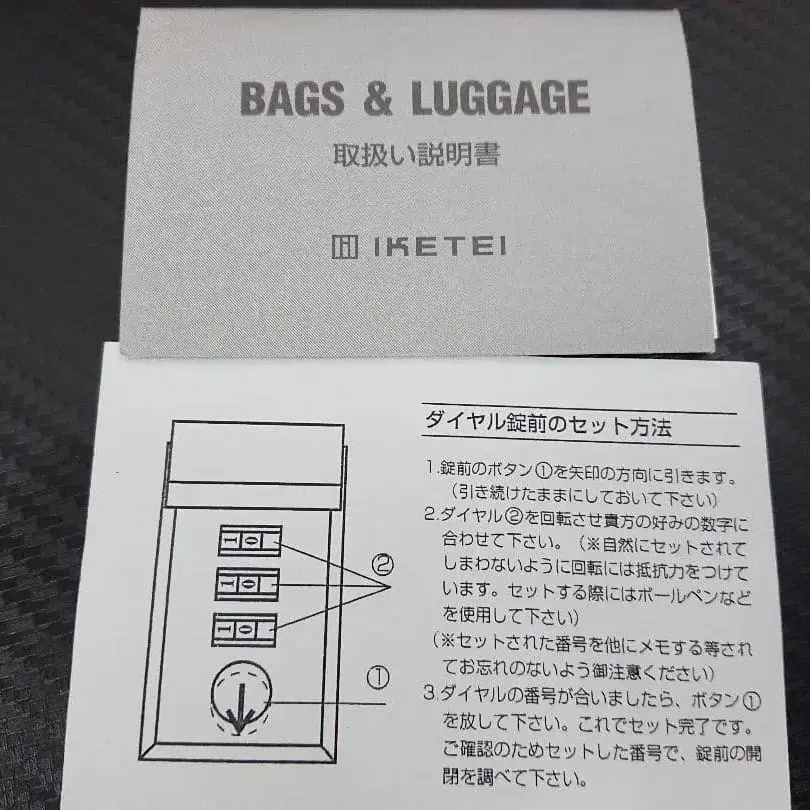 BAGS & LUGGAGE
取扱い説明書
IKETEI
ダイヤル錠前のセット方法
1.錠前のボタン①を矢印の方向に引きます。
（引き続けたままにしておいて下さい）
2.ダイヤル②を回転させ貴方の好みの数字に
合わせて下さい。（※自然にセットされて
しまわないように回転には抵抗力をつけて
います。セットする際にはボールペンなど
を使用して下さい）
（※セットされた番号を他にメモする等され
てお忘れのないよう御注意ください）
3.ダイヤルの番号が合いましたら、ボタン①
を放して下さい。これでセット完了です。
ご確認のためセットした番号で、錠前の開
閉を調べて下さい。
1 0
1 0
1 0
②
①